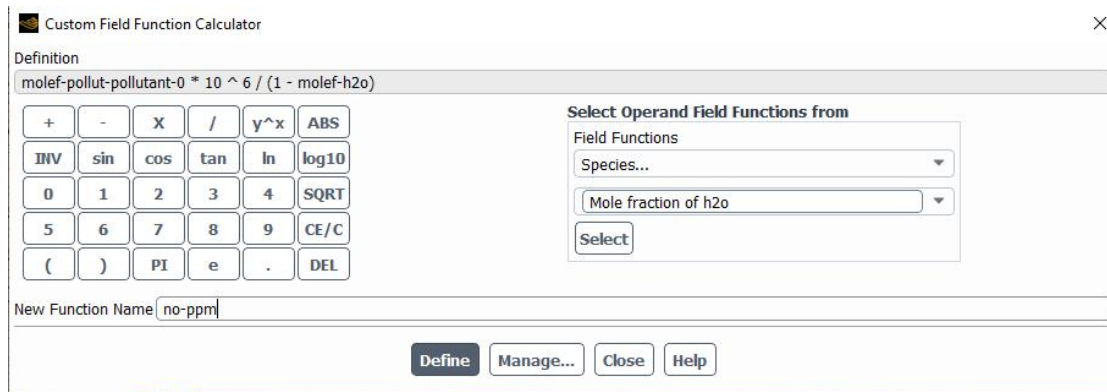 Custom Field Function Calculator
Definition
molef-pollut-pollutant-0 * 10 ^ 6 / (1 - molef-h2o)
+ - X / y^x ABS
INV sin cos tan ln log10
0 1 2 3 4 SQRT
5 6 7 8 9 CE/C
( ) PI e . DEL
Select Operand Field Functions from
Field Functions
Species...
Mole fraction of h2o
Select
New Function Name no-ppm
Define Manage... Close Help